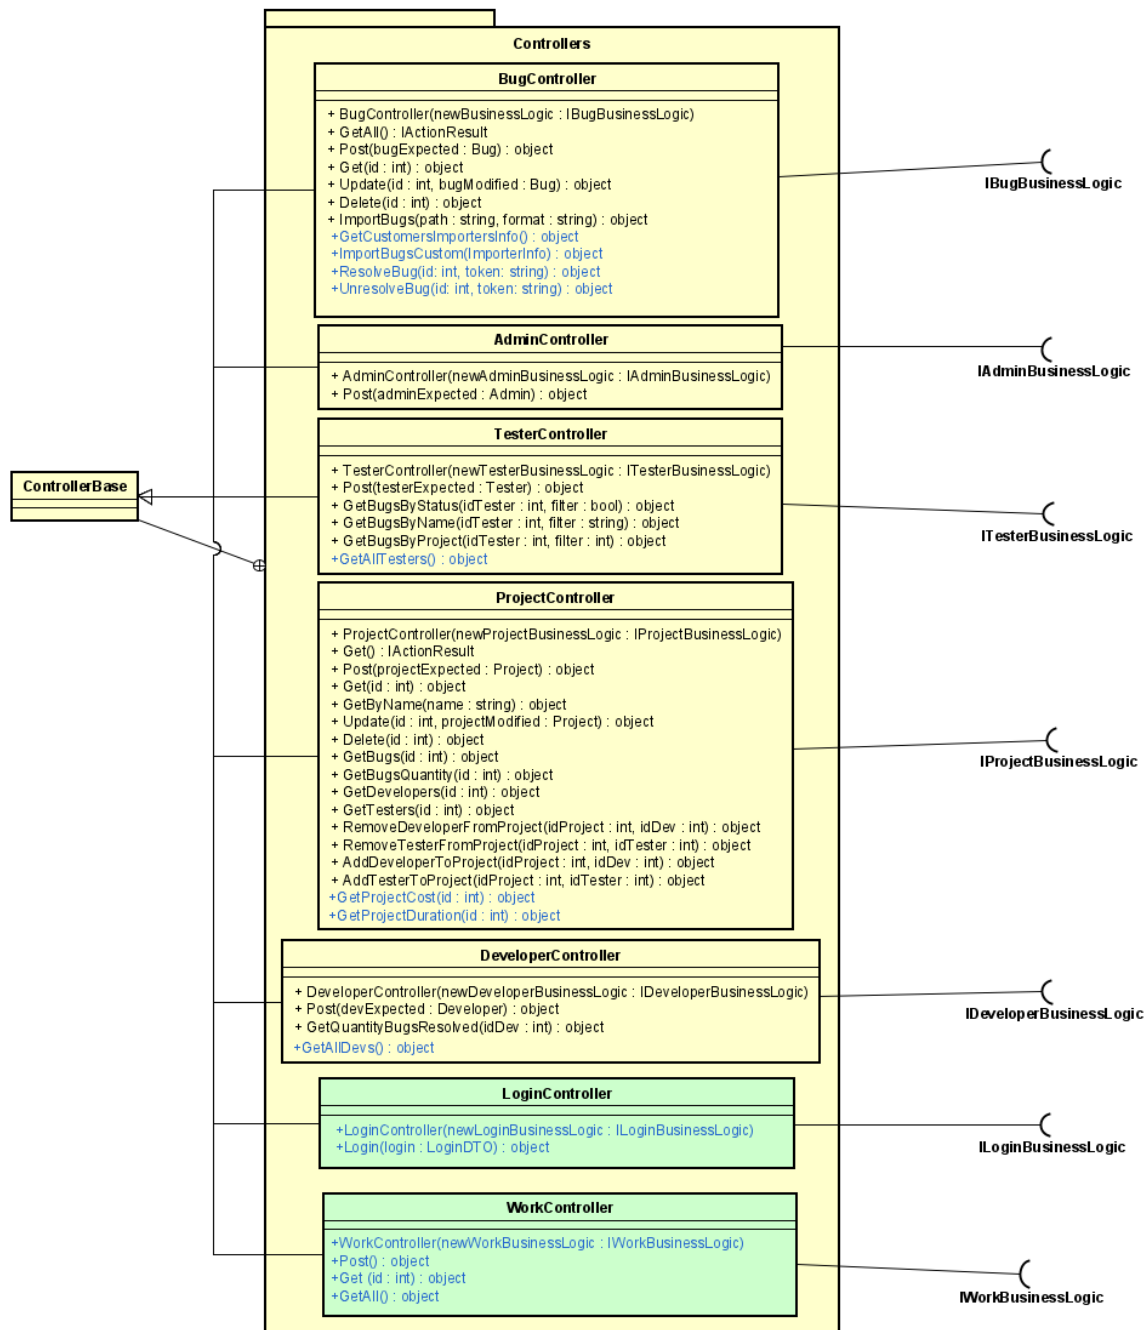 Controllers
BugController
+ BugController(newBusinessLogic : IBugBusinessLogic)
+ GetAll() : IActionResult
+ Post(bugExpected : Bug) : object
+ Get(id : int) : object
+ Update(id : int, bugModified : Bug) : object
+ Delete(id : int) : object
+ ImportBugs(path : string, format : string) : object
+GetCustomersImportersInfo() : object
+ImportBugsCustom(ImporterInfo) : object
+ResolveBug(id: int, token: string) : object
+UnresolveBug(id: int, token: string) : object
IBugBusinessLogic
AdminController
+ AdminController(newAdminBusinessLogic : IAdminBusinessLogic)
+ Post(adminExpected : Admin) : object
IAdminBusinessLogic
TesterController
+ TesterController(newTesterBusinessLogic : ITesterBusinessLogic)
+ Post(testerExpected : Tester) : object
+ GetBugsByStatus(idTester : int, filter : bool) : object
+ GetBugsByName(idTester : int, filter : string) : object
+ GetBugsByProject(idTester : int, filter : int) : object
+GetAllTesters() : object
ControllerBase
ITesterBusinessLogic
ProjectController
+ ProjectController(newProjectBusinessLogic : IProjectBusinessLogic)
+ Get() : IActionResult
+ Post(projectExpected : Project) : object
+ Get(id : int) : object
+ GetByName(name : string) : object
+ Update(id : int, projectModified : Project) : object
+ Delete(id : int) : object
+ GetBugs(id : int) : object
+ GetBugsQuantity(id : int) : object
+ GetDevelopers(id : int) : object
+ GetTesters(id : int) : object
+ RemoveDeveloperFromProject(idProject : int, idDev : int) : object
+ RemoveTesterFromProject(idProject : int, idTester : int) : object
+ AddDeveloperToProject(idProject : int, idDev : int) : object
+ AddTesterToProject(idProject : int, idTester : int) : object
+GetProjectCost(id : int) : object
+GetProjectDuration(id : int) : object
IProjectBusinessLogic
DeveloperController
+ DeveloperController(newDeveloperBusinessLogic : IDeveloperBusinessLogic)
+ Post(devExpected : Developer) : object
+ GetQuantityBugsResolved(idDev : int) : object
+GetAllDevs() : object
IDeveloperBusinessLogic
LoginController
+LoginController(newLoginBusinessLogic : ILoginBusinessLogic)
+Login(login : LoginDTO) : object
ILoginBusinessLogic
WorkController
+WorkController(newWorkBusinessLogic : IWorkBusinessLogic)
+Post() : object
+Get (id : int) : object
+GetAll() : object
IWorkBusinessLogic